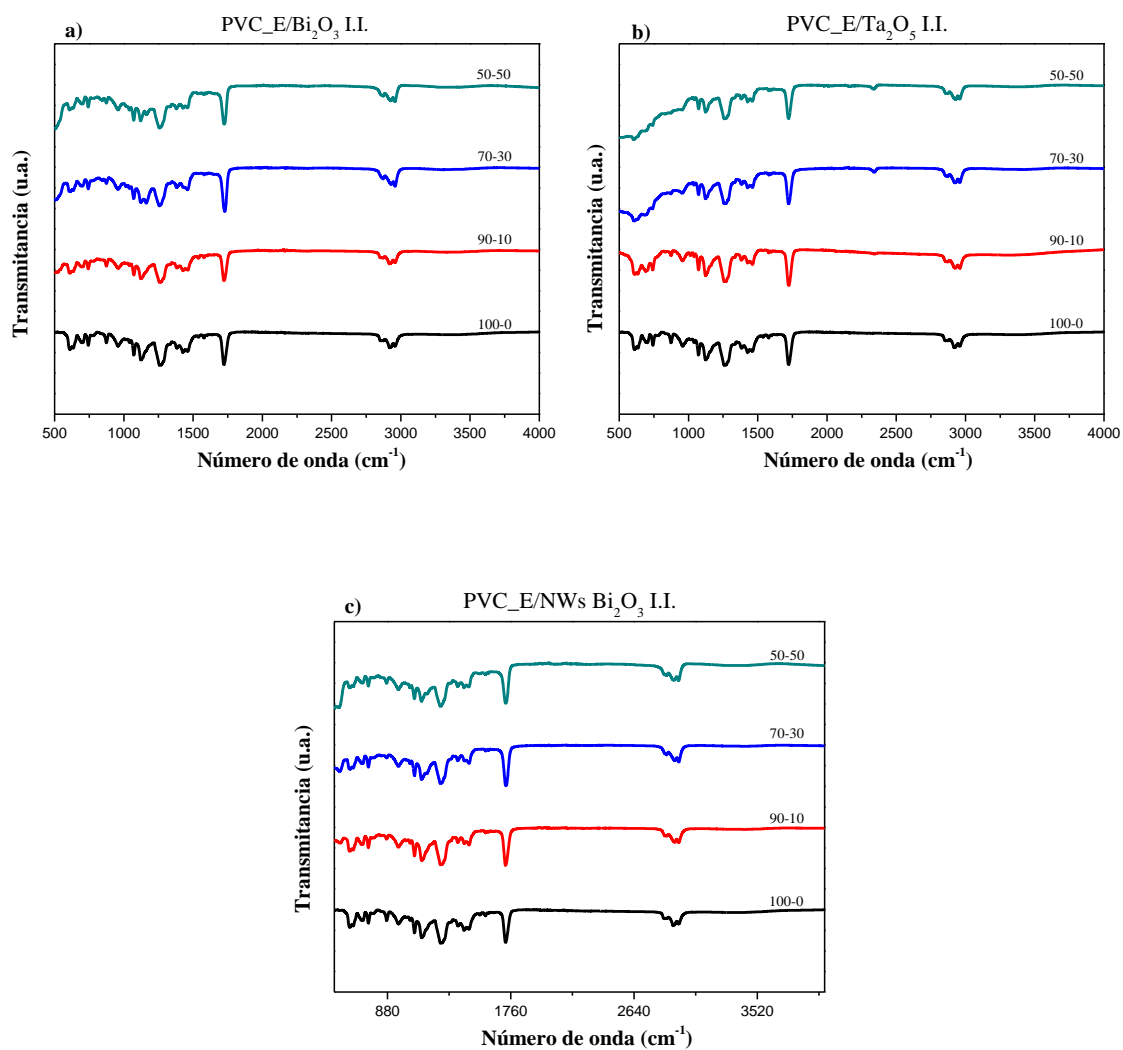 a) PVC_E/Bi₂O₃ I.I.
50-50
70-30
90-10
100-0
Transmitancia (u.a.)
500 1000 1500 2000 2500 3000 3500 4000
Número de onda (cm⁻¹)
b) PVC_E/Ta₂O₅ I.I.
50-50
70-30
90-10
100-0
Transmitancia (u.a.)
500 1000 1500 2000 2500 3000 3500 4000
Número de onda (cm⁻¹)
c) PVC_E/NWs Bi₂O₃ I.I.
50-50
70-30
90-10
100-0
Transmitancia (u.a.)
880 1760 2640 3520
Número de onda (cm⁻¹)